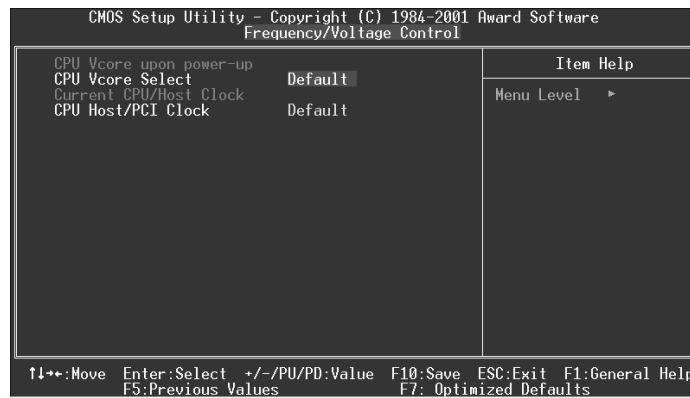 CMOS Setup Utility – Copyright (C) 1984-2001 Award Software
Frequency/Voltage Control
CPU Vcore upon power-up
CPU Vcore Select Default
Current CPU/Host Clock
CPU Host/PCI Clock Default
Item Help
Menu Level ►
↑↓→←:Move Enter:Select +/-/PU/PD:Value F10:Save ESC:Exit F1:General Help
F5:Previous Values F7: Optimized Defaults